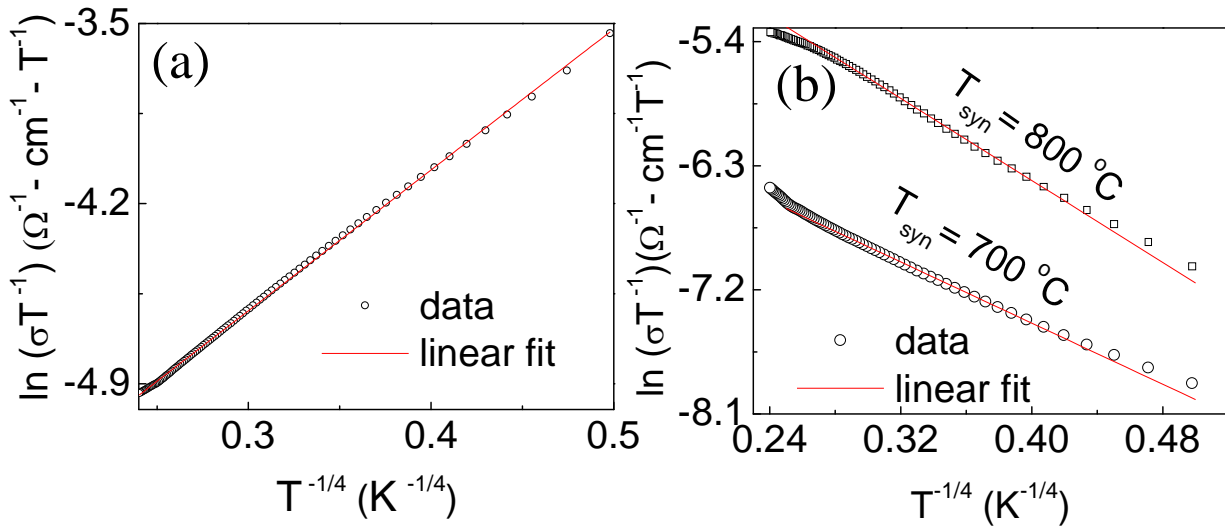 (a)
ln (σT⁻¹) (Ω⁻¹ - cm⁻¹ - T⁻¹)
-3.5
-4.2
-4.9
data
linear fit
0.3 0.4 0.5
T⁻¹/⁴ (K⁻¹/⁴)
(b)
ln (σT⁻¹)(Ω⁻¹ - cm⁻¹T⁻¹)
-5.4
-6.3
-7.2
-8.1
T_syn = 800 °C
T_syn = 700 °C
data
linear fit
0.24 0.32 0.40 0.48
T⁻¹/⁴ (K⁻¹/⁴)